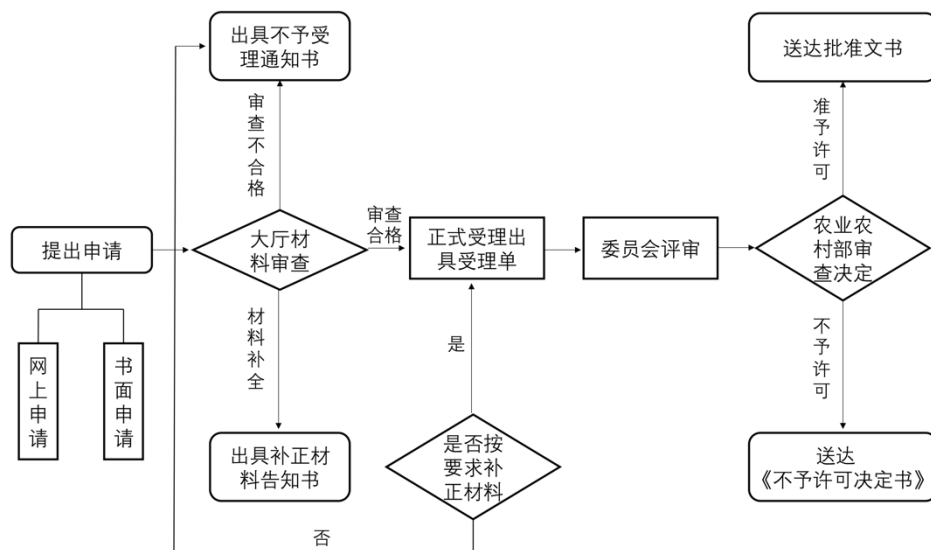 出具不予受
理通知书
送达批准文书
审查不合格
准予许可
提出申请
大厅材
料审查
审查
合格
正式受理出
具受理单
委员会评审
农业农
村部审
查决定
网上申请
书面申请
材料补全
是
不予许可
出具补正材
料告知书
是否按
要求补
正材料
送达
《不予许可决定书》
否